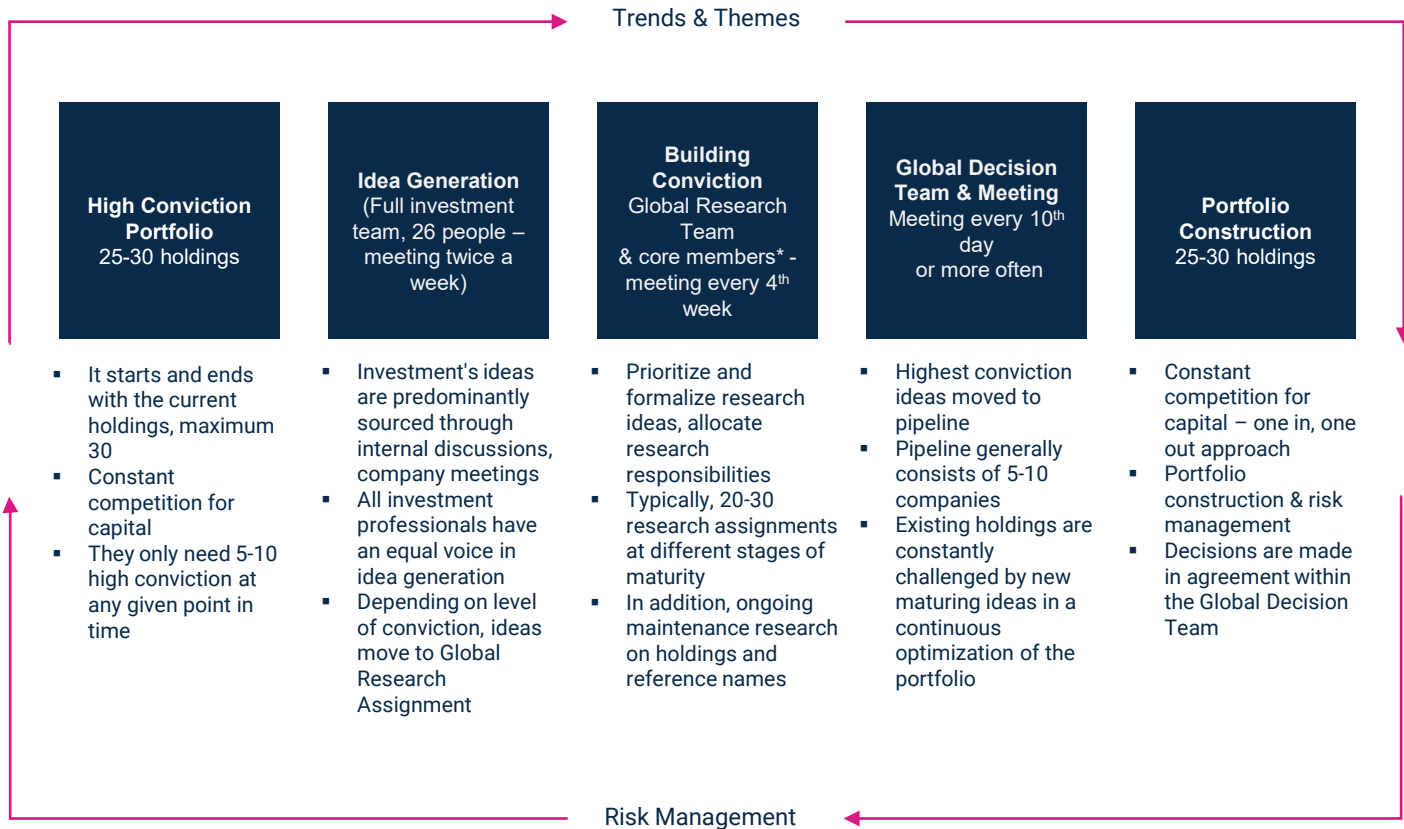 Trends & Themes
High Conviction
Portfolio
25-30 holdings
▪ It starts and ends
with the current
holdings, maximum
30
▪ Constant
competition for
capital
▪ They only need 5-10
high conviction at
any given point in
time
Idea Generation
(Full investment
team, 26 people –
meeting twice a
week)
▪ Investment's ideas
are predominantly
sourced through
internal discussions,
company meetings
▪ All investment
professionals have
an equal voice in
idea generation
▪ Depending on level
of conviction, ideas
move to Global
Research
Assignment
Building
Conviction
Global Research
Team
& core members* -
meeting every 4th
week
▪ Prioritize and
formalize research
ideas, allocate
research
responsibilities
▪ Typically, 20-30
research assignments
at different stages of
maturity
▪ In addition, ongoing
maintenance research
on holdings and
reference names
Global Decision
Team & Meeting
Meeting every 10th
day
or more often
▪ Highest conviction
ideas moved to
pipeline
▪ Pipeline generally
consists of 5-10
companies
▪ Existing holdings are
constantly
challenged by new
maturing ideas in a
continuous
optimization of the
portfolio
Portfolio
Construction
25-30 holdings
▪ Constant
competition for
capital – one in, one
out approach
▪ Portfolio
construction & risk
management
▪ Decisions are made
in agreement within
the Global Decision
Team
Risk Management